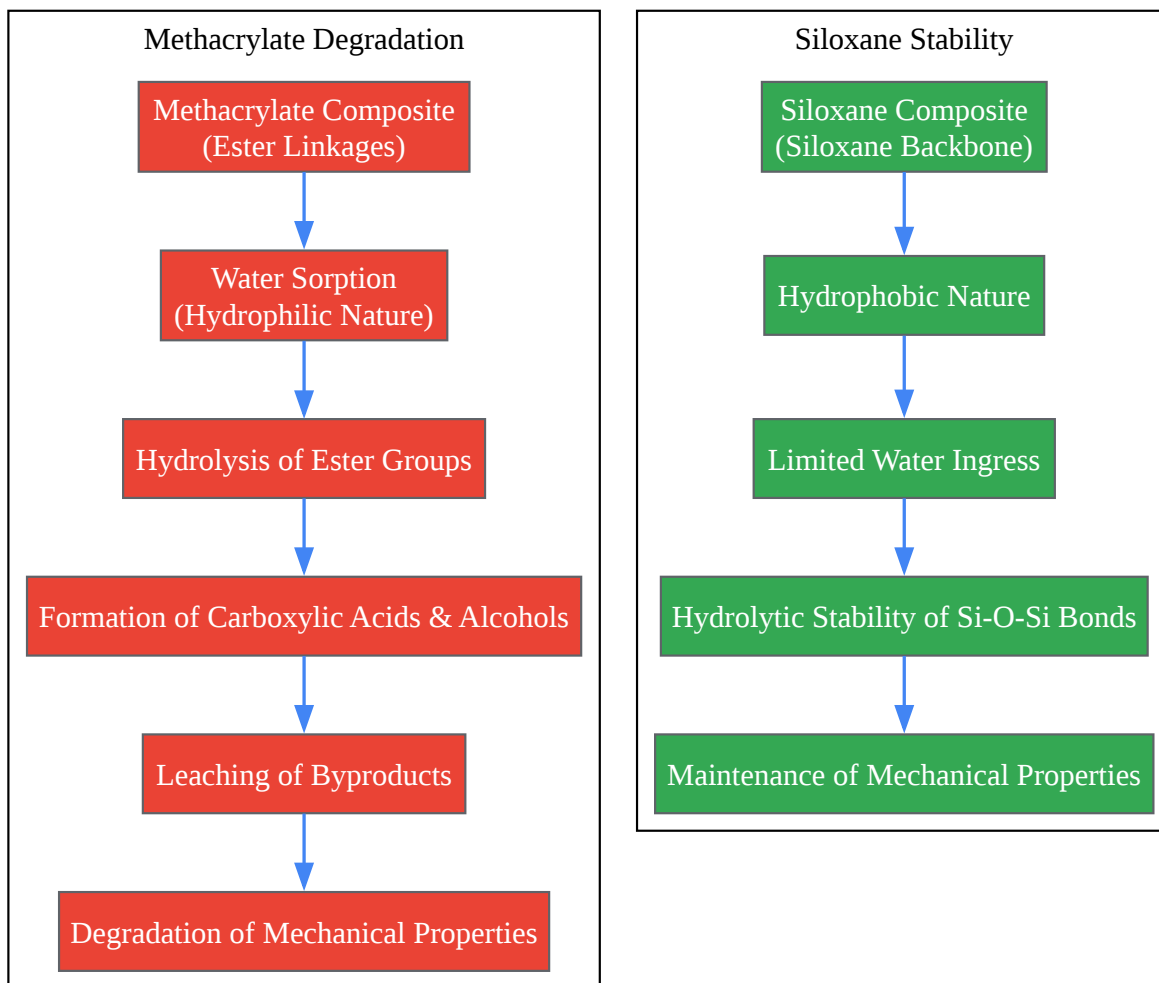 Methacrylate Degradation
Methacrylate Composite
(Ester Linkages)
Water Sorption
(Hydrophilic Nature)
Hydrolysis of Ester Groups
Formation of Carboxylic Acids & Alcohols
Leaching of Byproducts
Degradation of Mechanical Properties
Siloxane Stability
Siloxane Composite
(Siloxane Backbone)
Hydrophobic Nature
Limited Water Ingress
Hydrolytic Stability of Si-O-Si Bonds
Maintenance of Mechanical Properties